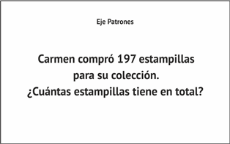 Eje Patrones
Carmen compró 197 estampillas
para su colección.
¿Cuántas estampillas tiene en total?